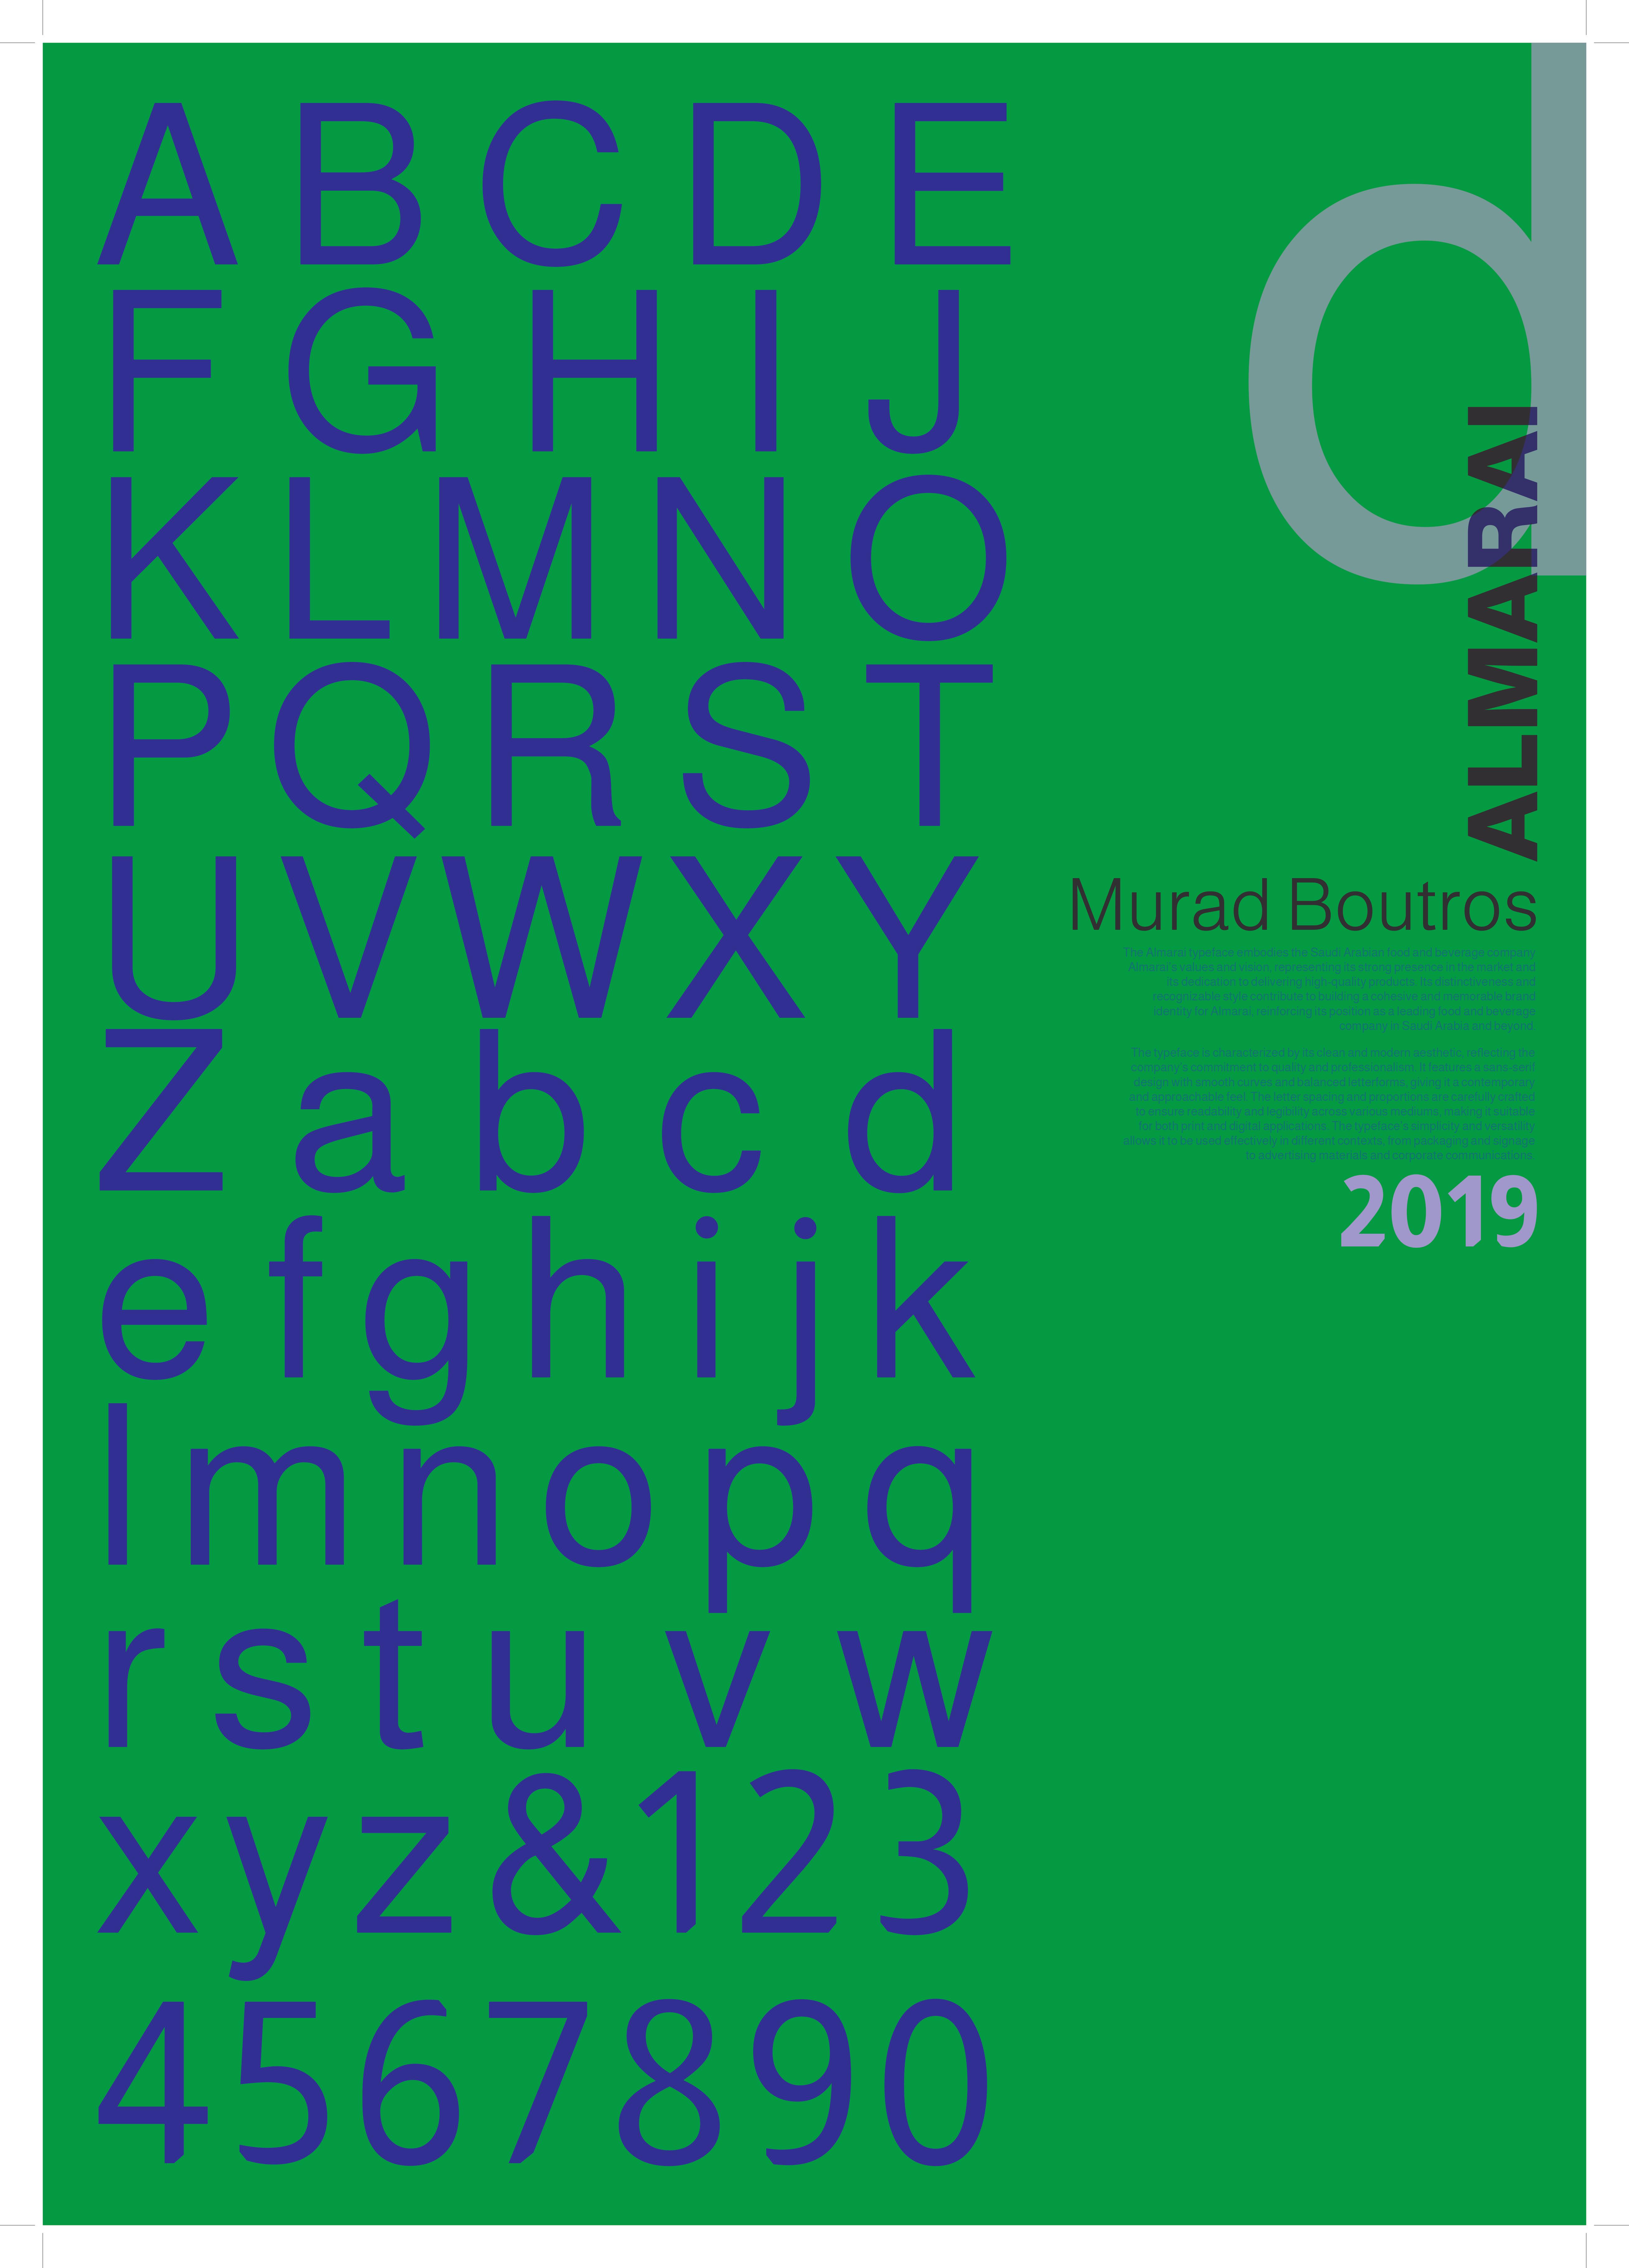 A B C D E
F G H I J
K L M N O
P Q R S T
U V W X Y
Z a b c d
e f g h i j k
l m n o p q
r s t u v w
x y z & 1 2 3
4 5 6 7 8 9 0
d
ALMARAI
Murad Boutros
The Almarai typeface embodies the Saudi Arabian food and beverage company
Almarai's values and vision, representing its strong presence in the market and
its dedication to delivering high-quality products. Its distinctiveness and
recognizable style contribute to building a cohesive and memorable brand
identity for Almarai, reinforcing its position as a leading food and beverage
company in Saudi Arabia and beyond.
The typeface is characterized by its clean and modern aesthetic, reflecting the
company's commitment to quality and professionalism. It features a sans-serif
design with smooth curves and balanced letterforms, giving it a contemporary
and approachable feel. The letter spacing and proportions are carefully crafted
to ensure readability and legibility across various mediums, making it suitable
for both print and digital applications. The typeface's simplicity and versatility
allows it to be used effectively in different contexts, from packaging and signage
to advertising materials and corporate communications.
2019